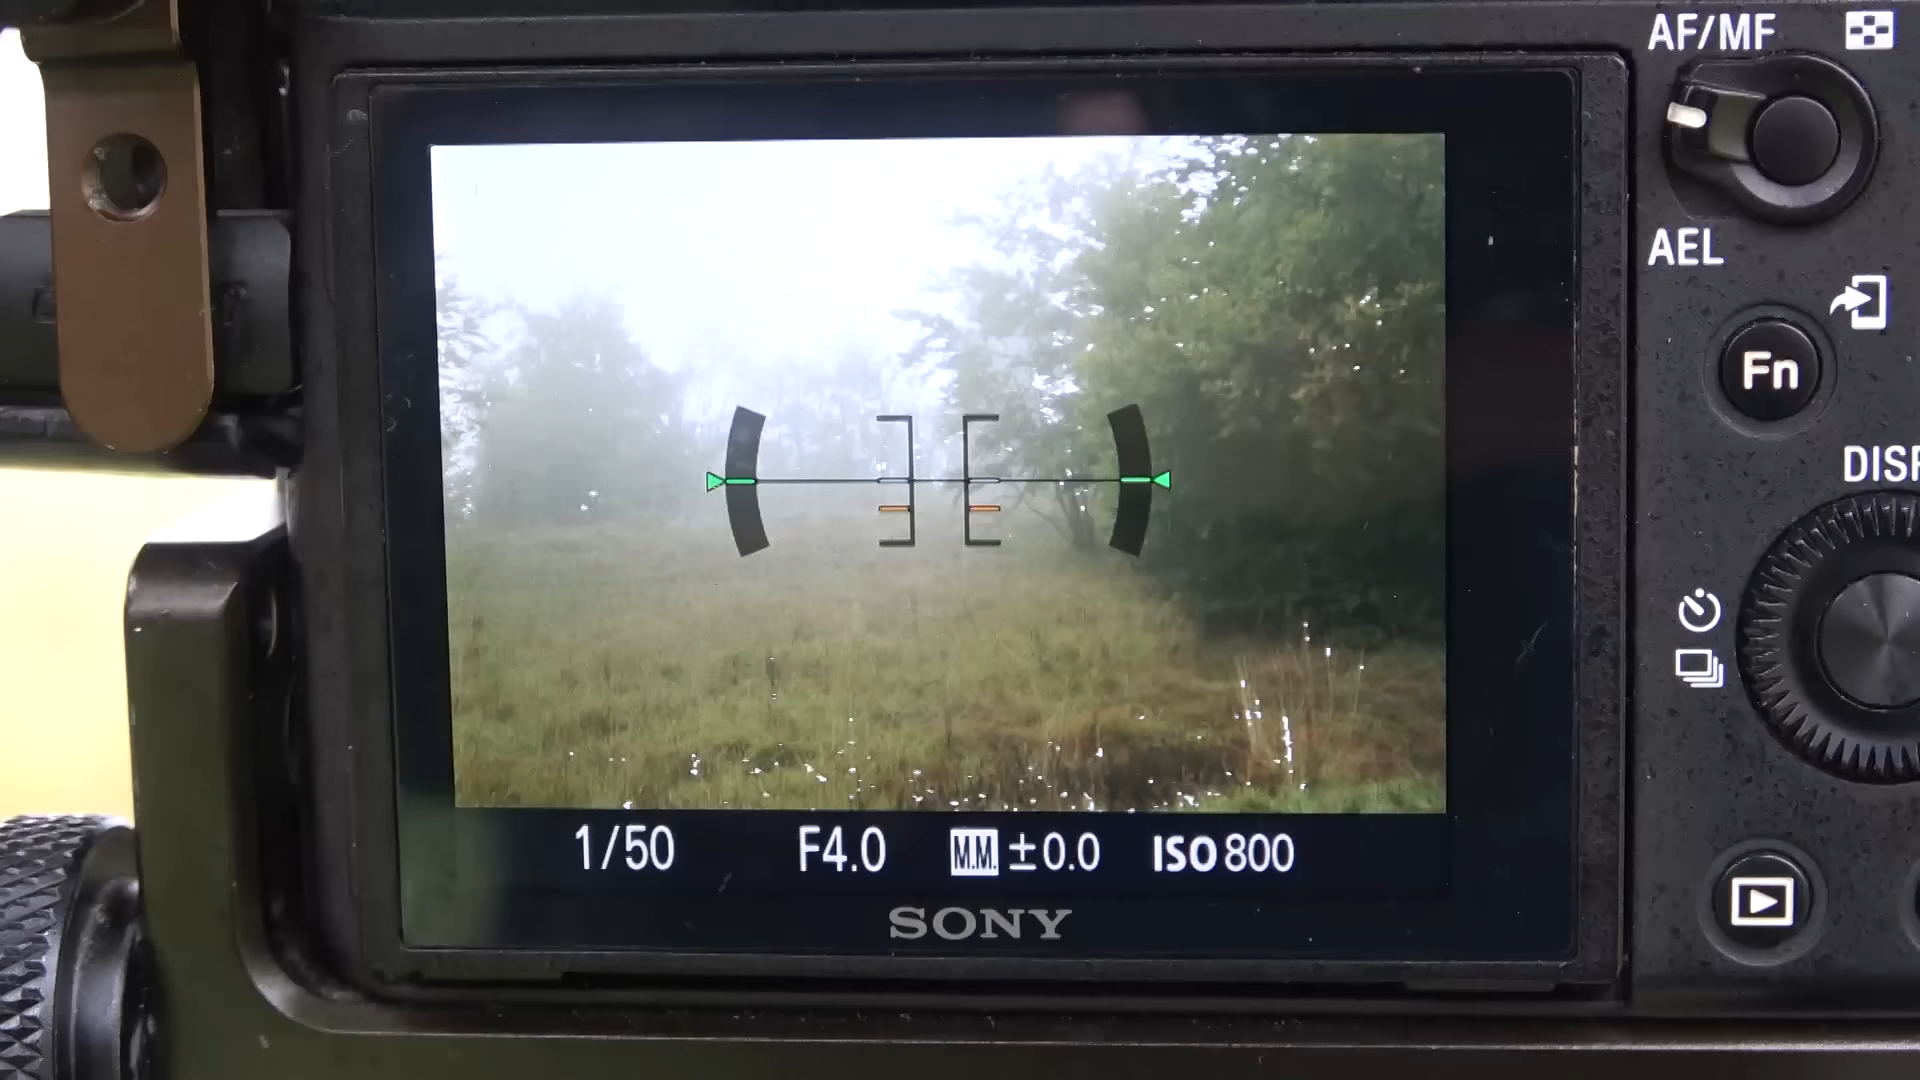 AF/MF
AEL
Fn
DISP
1/50 F4.0 M.M. ±0.0 ISO 800
SONY